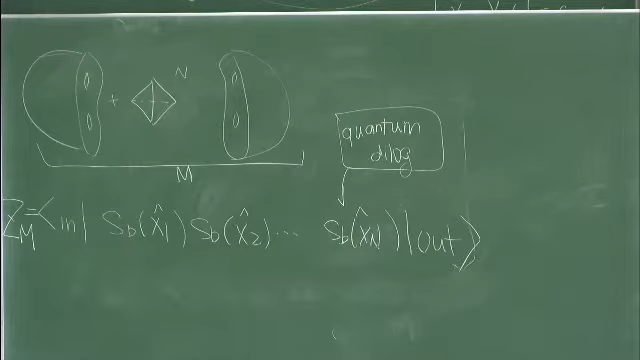 + N
quantum
dilog
M
Z_M = ⟨in| S_b(x̂_1) S_b(x̂_2) ... S_b(x̂_N) |out⟩